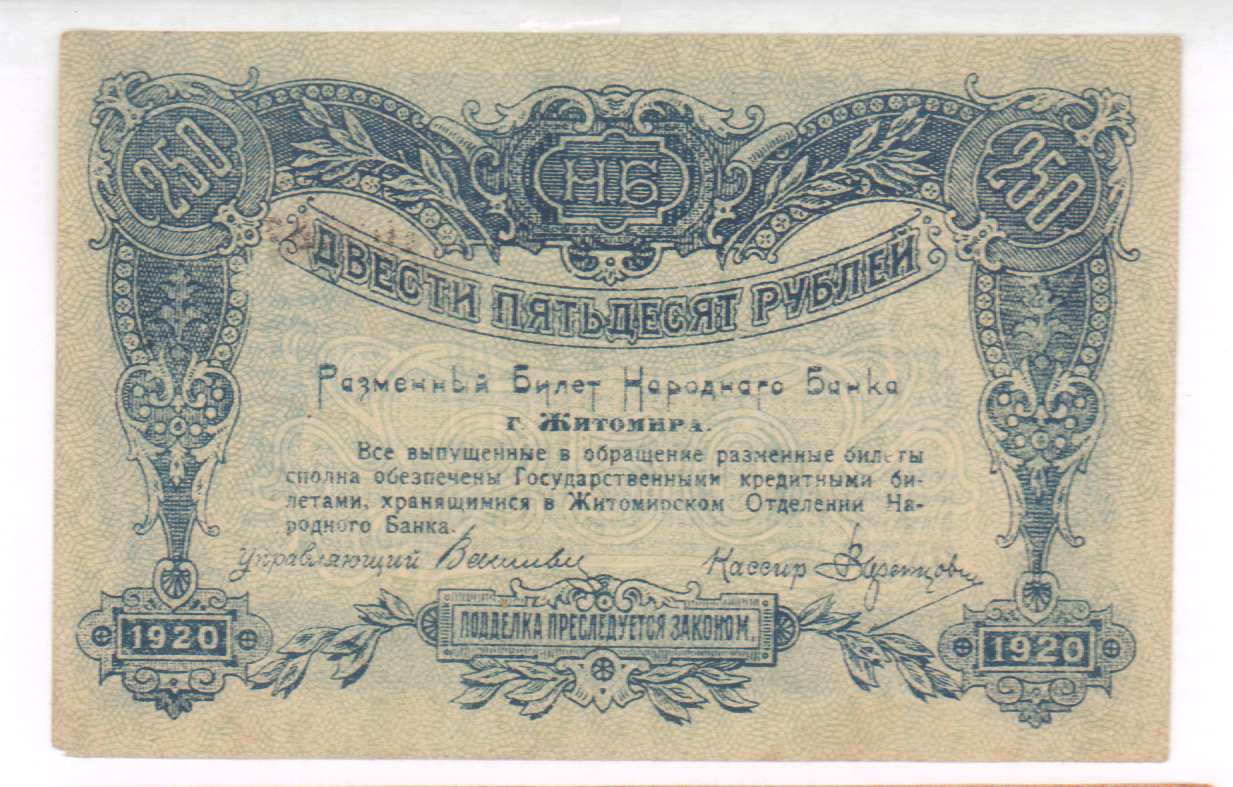 НБ
250 250
ДВЕСТИ ПЯТЬДЕСЯТ РУБЛЕЙ
Разменный Билет Народнаго Банка
г. Житомира.
Все выпущенные в обращение разменные билеты
сполна обезпечены Государственными кредитными би-
летами, хранящимися в Житомирском Отделении На-
родного Банка.
Управляющий
Кассир
1920 ПОДДЕЛКА ПРЕСЛЕДУЕТСЯ ЗАКОНОМ. 1920